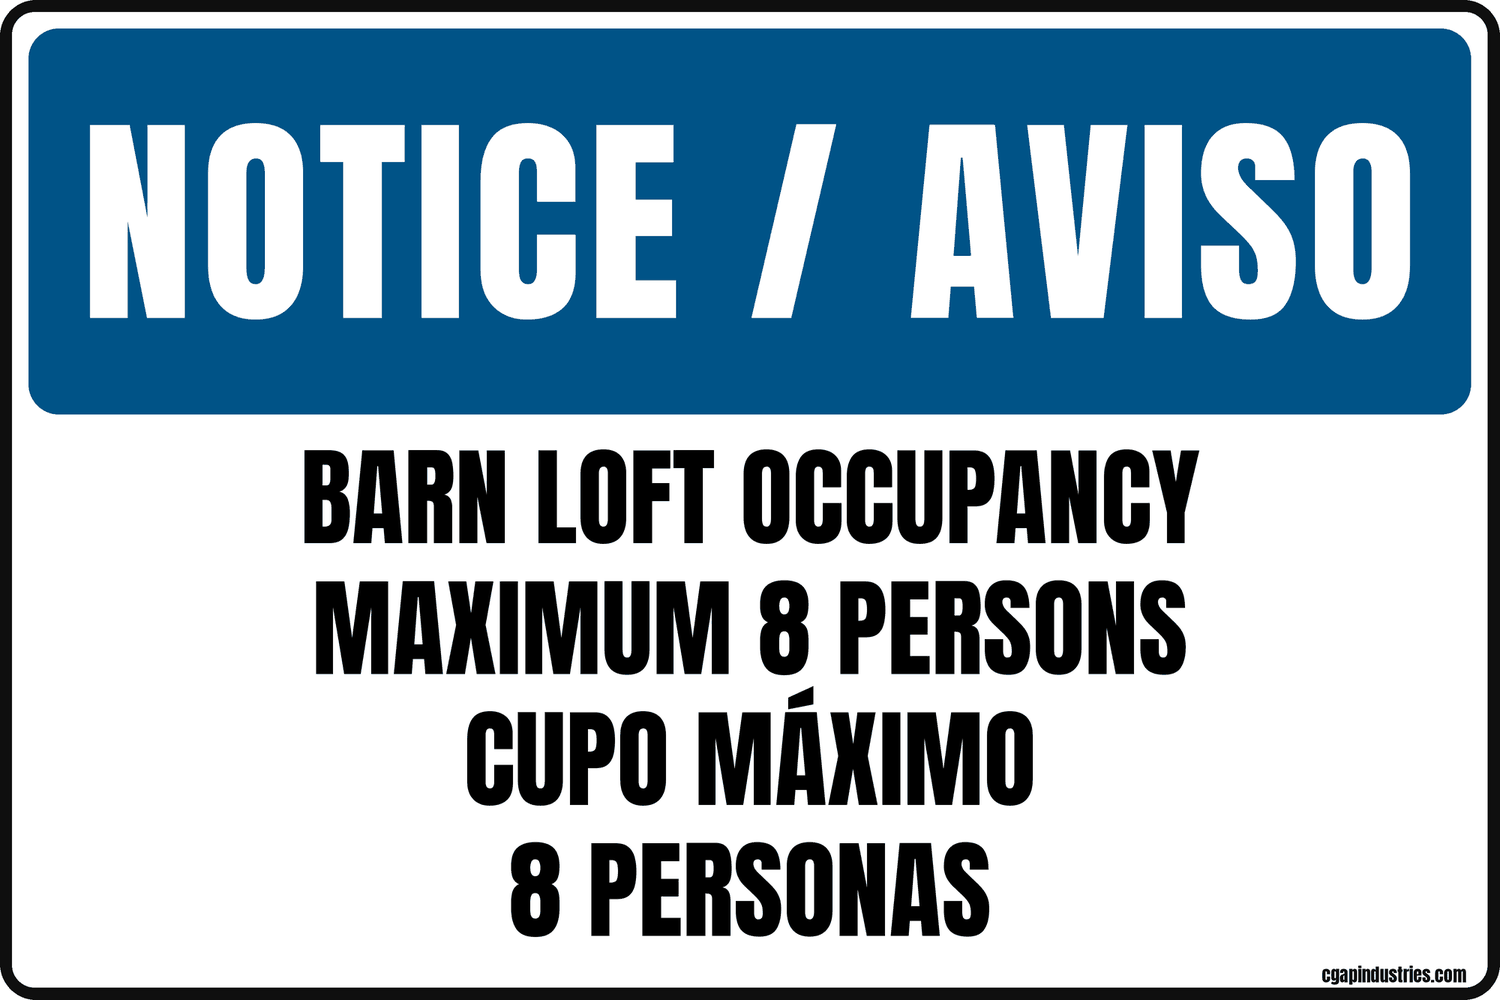 NOTICE / AVISO
BARN LOFT OCCUPANCY
MAXIMUM 8 PERSONS
CUPO MÁXIMO
8 PERSONAS
cgapindustries.com